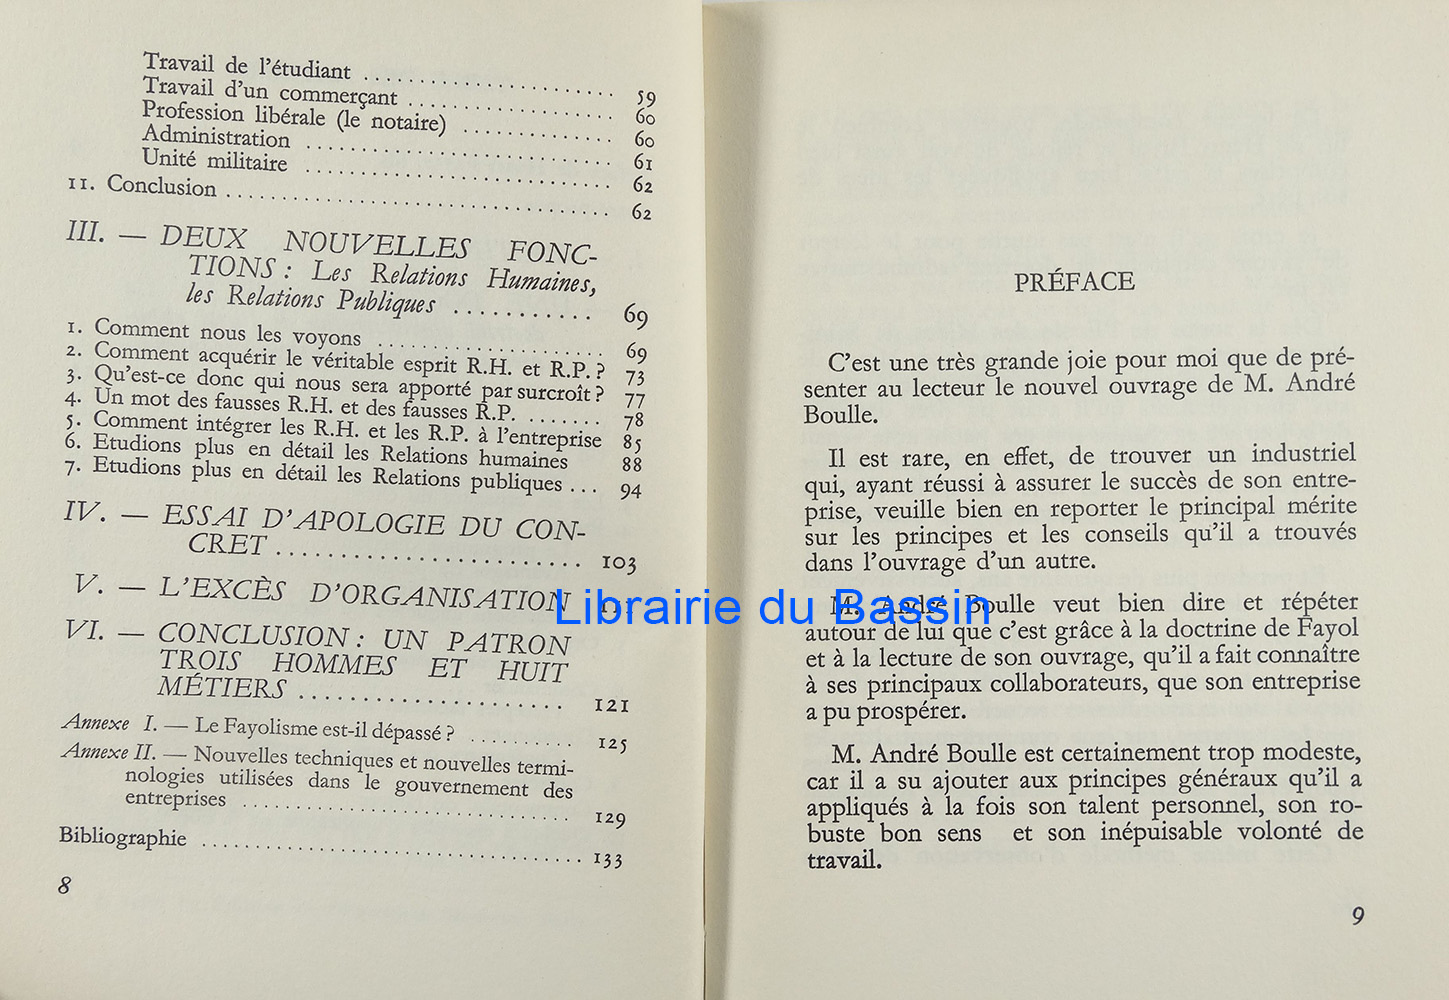 Travail de l'étudiant ........................ 59
Travail d'un commerçant .................... 60
Profession libérale (le notaire) .............. 60
Administration ............................ 61
Unité militaire ............................ 62
11. Conclusion ................................ 62
III. — DEUX NOUVELLES FONC-
TIONS : Les Relations Humaines,
les Relations Publiques ........... 69
1. Comment nous les voyons .................... 69
2. Comment acquérir le véritable esprit R.H. et R.P. ? 73
3. Qu'est-ce donc qui nous sera apporté par surcroît ? 77
4. Un mot des fausses R.H. et des fausses R.P. ....... 78
5. Comment intégrer les R.H. et les R.P. à l'entreprise 85
6. Etudions plus en détail les Relations humaines 88
7. Etudions plus en détail les Relations publiques ... 94
IV. — ESSAI D'APOLOGIE DU CON-
CRET ............................ 103
V. — L'EXCÈS D'ORGANISATION
VI. — CONCLUSION : UN PATRON
TROIS HOMMES ET HUIT
MÉTIERS ........................ 121
Annexe I. — Le Fayolisme est-il dépassé ? .......... 125
Annexe II. — Nouvelles techniques et nouvelles termi-
nologies utilisées dans le gouvernement des
entreprises ............................ 129
Bibliographie .................................. 133
8
PRÉFACE
C'est une très grande joie pour moi que de pré-
senter au lecteur le nouvel ouvrage de M. André
Boulle.
Il est rare, en effet, de trouver un industriel
qui, ayant réussi à assurer le succès de son entre-
prise, veuille bien en reporter le principal mérite
sur les principes et les conseils qu'il a trouvés
dans l'ouvrage d'un autre.
M. André Boulle veut bien dire et répéter
autour de lui que c'est grâce à la doctrine de Fayol
et à la lecture de son ouvrage, qu'il a fait connaître
à ses principaux collaborateurs, que son entreprise
a pu prospérer.
M. André Boulle est certainement trop modeste,
car il a su ajouter aux principes généraux qu'il a
appliqués à la fois son talent personnel, son ro-
buste bon sens et son inépuisable volonté de
travail.
9
Librairie du Bassin